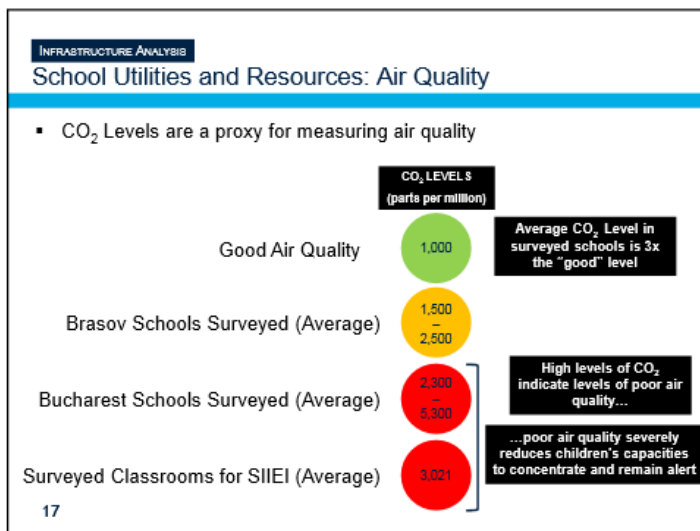 INFRASTRUCTURE ANALYSIS
School Utilities and Resources: Air Quality
▪ CO₂ Levels are a proxy for measuring air quality
CO₂ LEVELS
(parts per million)
Good Air Quality
1,000
Average CO₂ Level in
surveyed schools is 3x
the “good” level
Brasov Schools Surveyed (Average)
1,500
–
2,500
Bucharest Schools Surveyed (Average)
2,300
–
5,300
High levels of CO₂
indicate levels of poor air
quality…
Surveyed Classrooms for SIIEI (Average)
3,021
…poor air quality severely
reduces children's capacities
to concentrate and remain alert
17